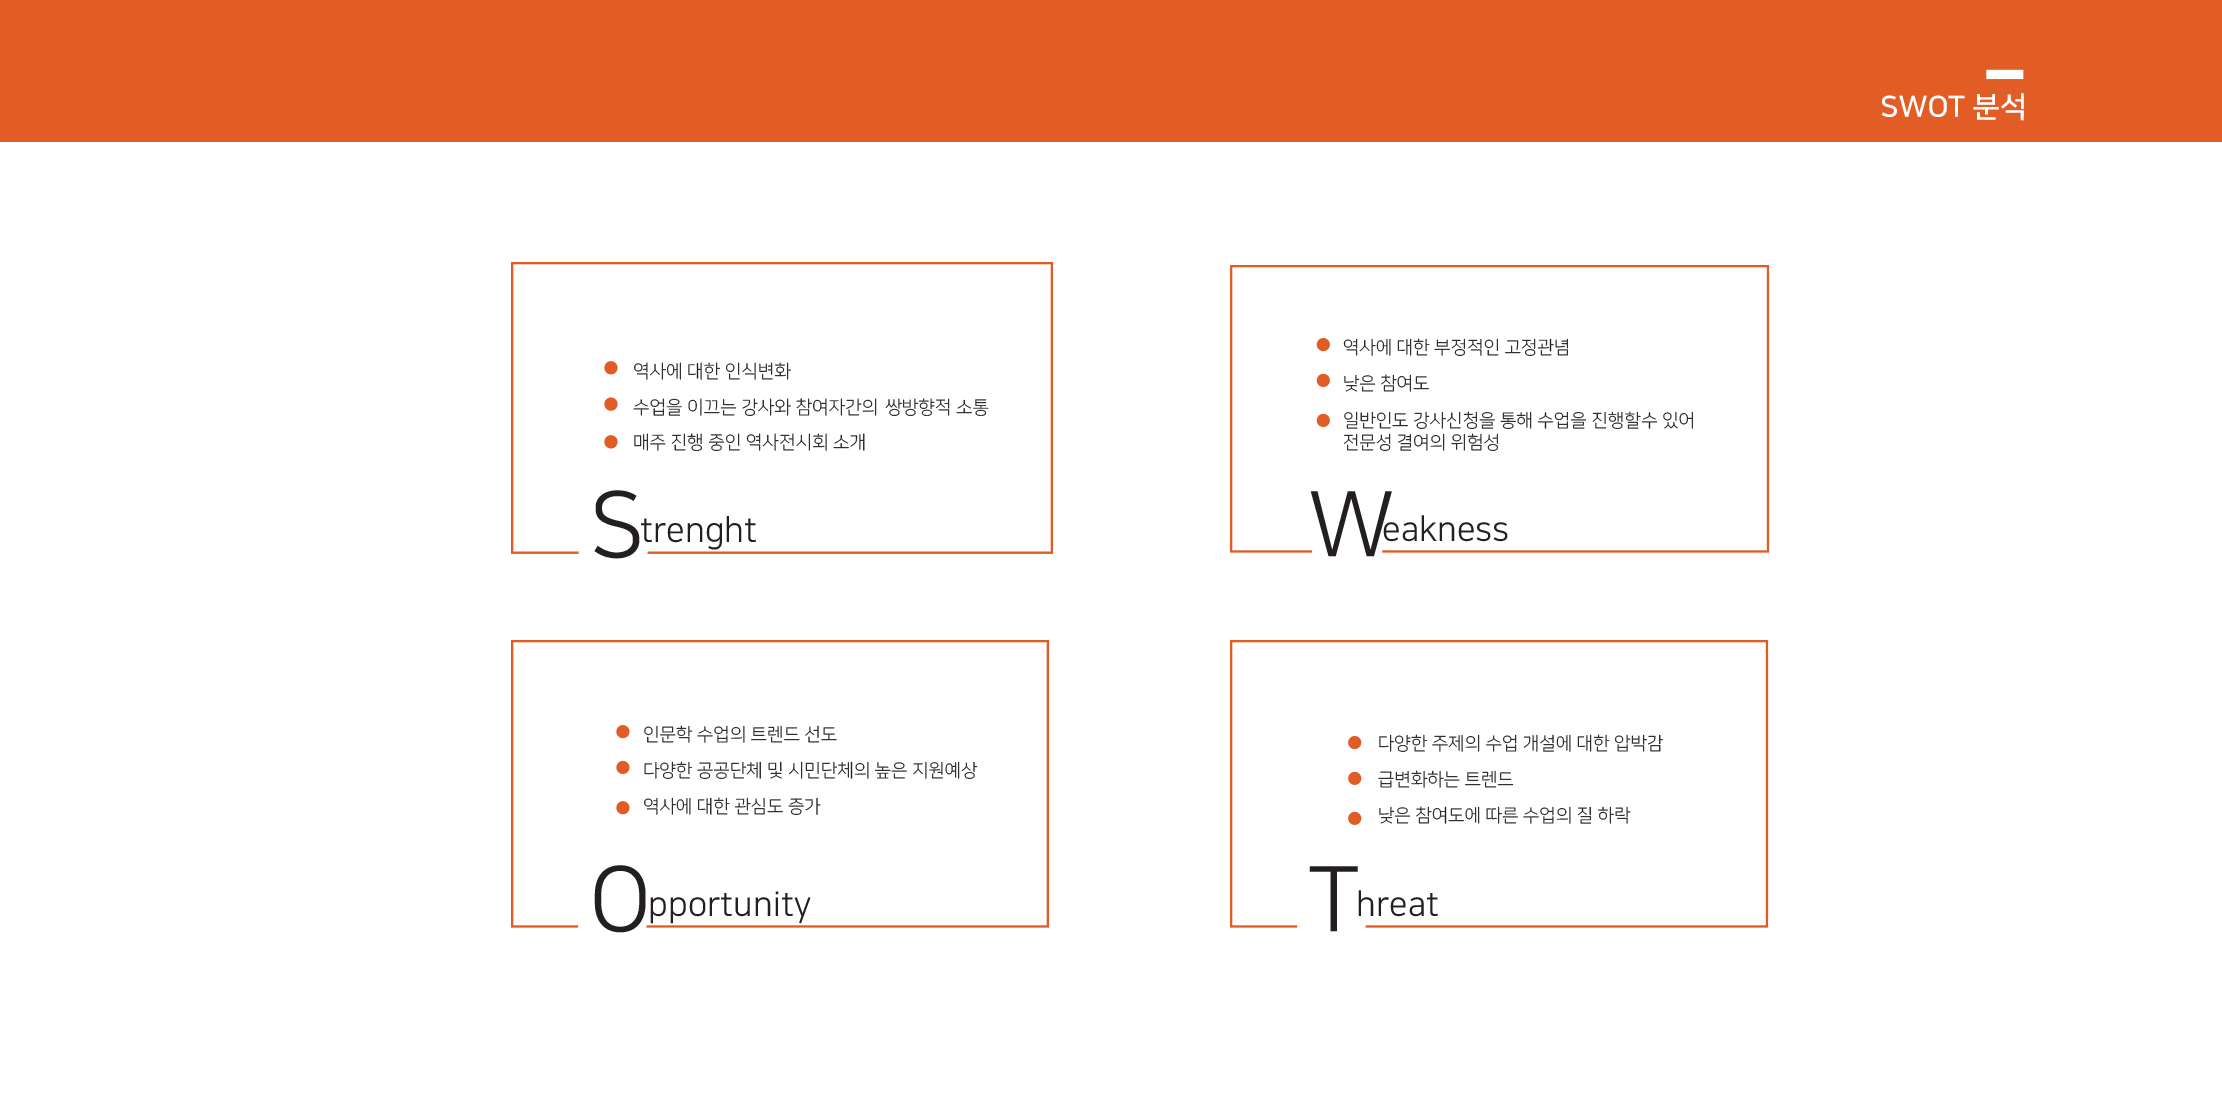 SWOT 분석
역사에 대한 인식변화
수업을 이끄는 강사와 참여자간의 쌍방향적 소통
매주 진행 중인 역사전시회 소개
Strenght
역사에 대한 부정적인 고정관념
낮은 참여도
일반인도 강사신청을 통해 수업을 진행할수 있어
전문성 결여의 위험성
Weakness
인문학 수업의 트렌드 선도
다양한 공공단체 및 시민단체의 높은 지원예상
역사에 대한 관심도 증가
Opportunity
다양한 주제의 수업 개설에 대한 압박감
급변화하는 트렌드
낮은 참여도에 따른 수업의 질 하락
Threat